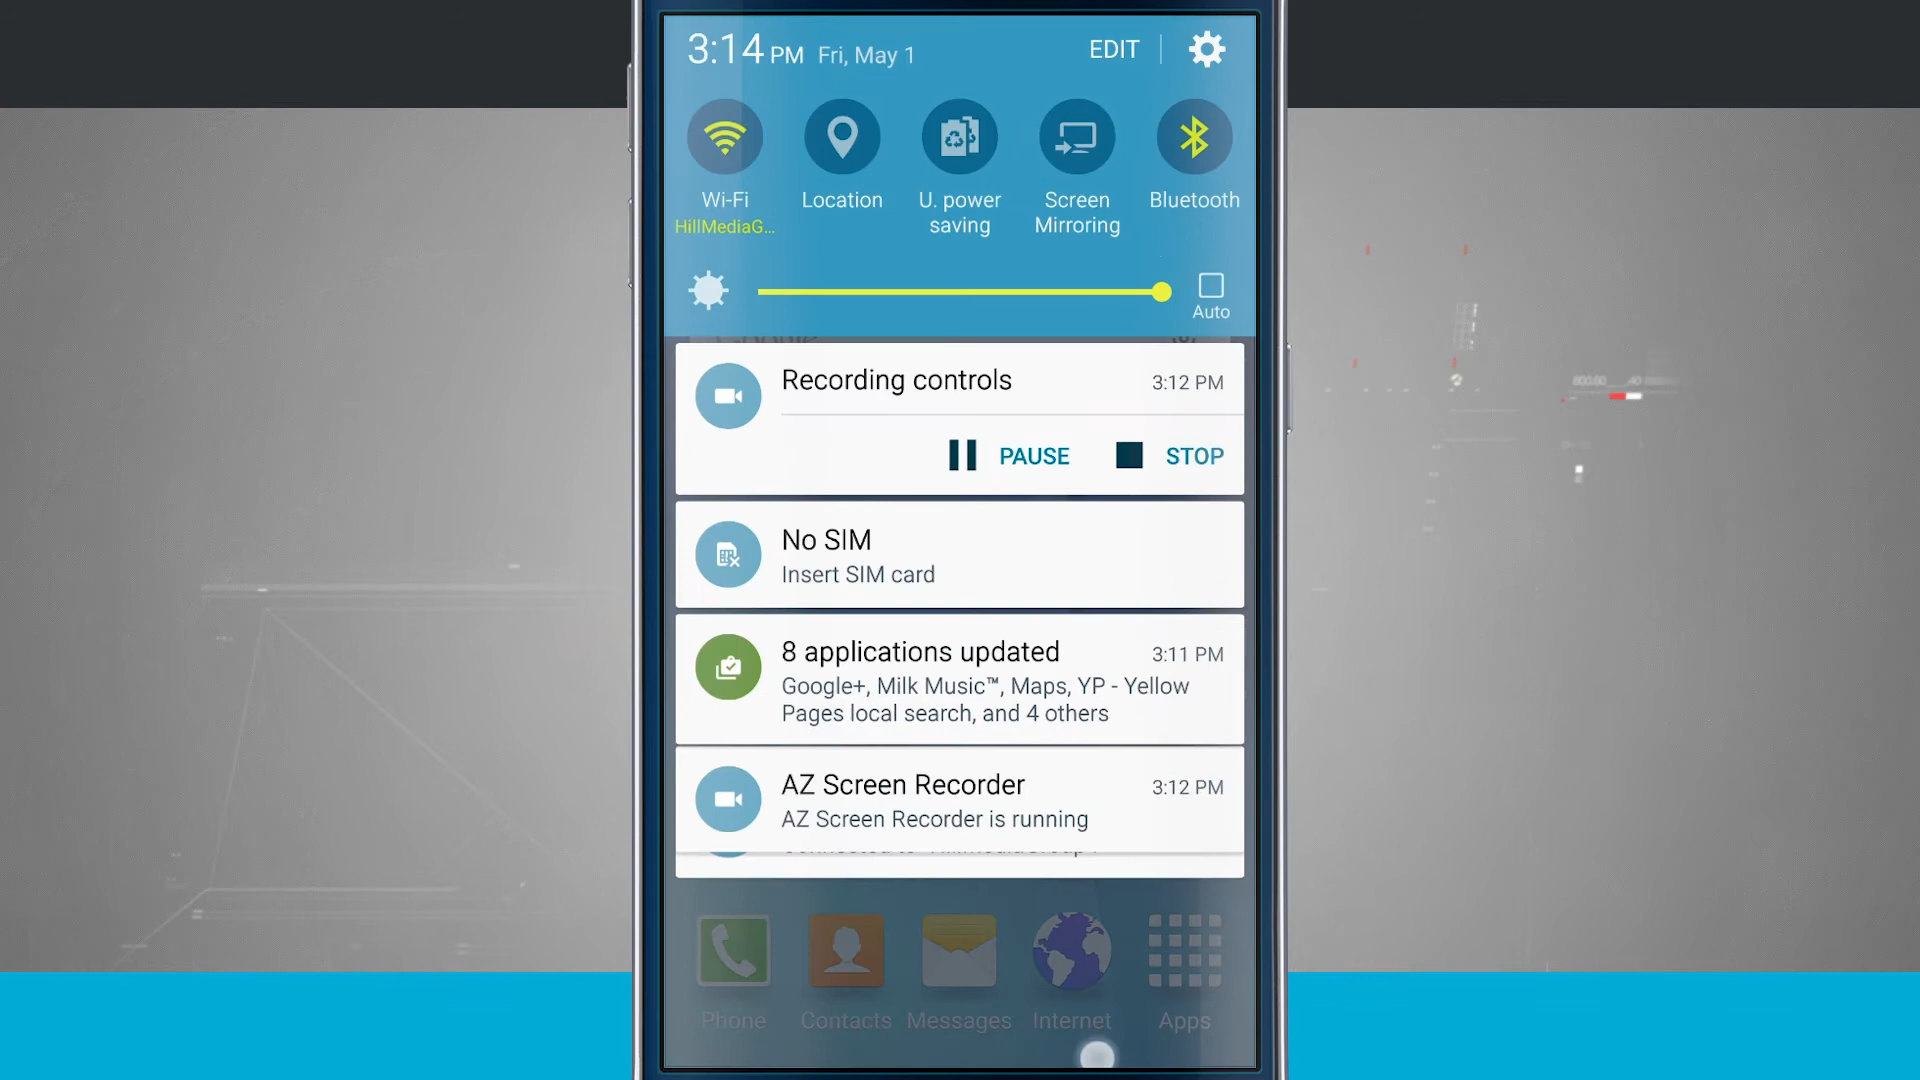 3:14 PM Fri, May 1 EDIT
Wi-Fi
HillMediaG...
Location
U. power
saving
Screen
Mirroring
Bluetooth
Auto
Recording controls 3:12 PM
PAUSE STOP
No SIM
Insert SIM card
8 applications updated 3:11 PM
Google+, Milk Music™, Maps, YP - Yellow
Pages local search, and 4 others
AZ Screen Recorder 3:12 PM
AZ Screen Recorder is running
Phone Contacts Messages Internet Apps